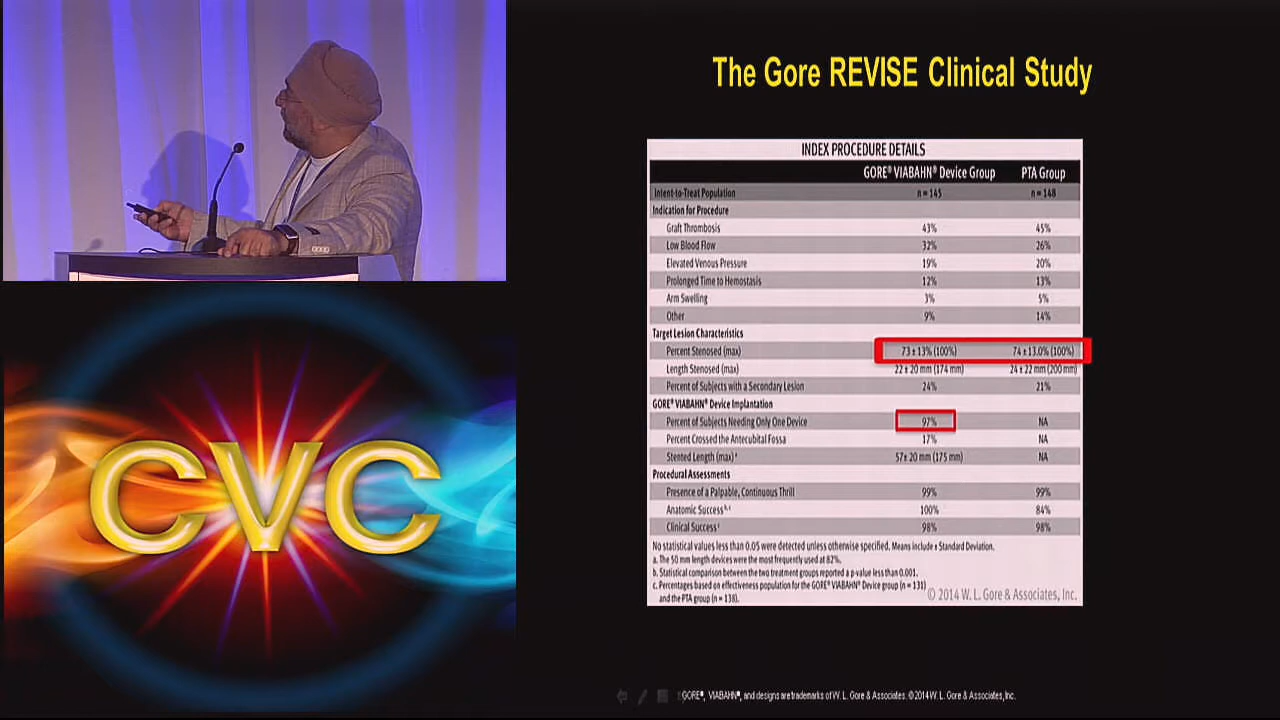 The Gore REVISE Clinical Study
INDEX PROCEDURE DETAILS
GORE® VIABAHN® Device Group PTA Group
Intent-to-Treat Population n = 145 n = 148
Indication for Procedure
Graft Thrombosis 43% 45%
Low Blood Flow 32% 26%
Elevated Venous Pressure 19% 20%
Prolonged Time to Hemostasis 12% 13%
Arm Swelling 3% 5%
Other 9% 14%
Target Lesion Characteristics
Percent Stenosed (max) 73 ± 13% (100%) 74 ± 13.0% (100%)
Length Stenosed (max) 22 ± 20 mm (174 mm) 24 ± 22 mm (200 mm)
Percent of Subjects with a Secondary Lesion 24% 21%
GORE® VIABAHN® Device Implantation
Percent of Subjects Needing Only One Device 97% NA
Percent Crossed the Antecubital Fossa 17% NA
Stented Length (max)ᵃ 57± 20 mm (175 mm) NA
Procedural Assessments
Presence of a Palpable, Continuous Thrill 99% 99%
Anatomic Successᵇ,ᶜ 100% 84%
Clinical Successᶜ 98% 98%
No statistical values less than 0.05 were detected unless otherwise specified. Means include ± Standard Deviation.
a. The 50 mm length devices were the most frequently used at 82%.
b. Statistical comparison between the two treatment groups reported a p-value less than 0.001.
c. Percentages based on effectiveness population for the GORE® VIABAHN® Device group (n = 131)
and the PTA group (n = 138).
© 2014 W. L. Gore & Associates, Inc.
CVC
GORE®, VIABAHN®, and designs are trademarks of W. L. Gore & Associates. © 2014 W. L. Gore & Associates, Inc.